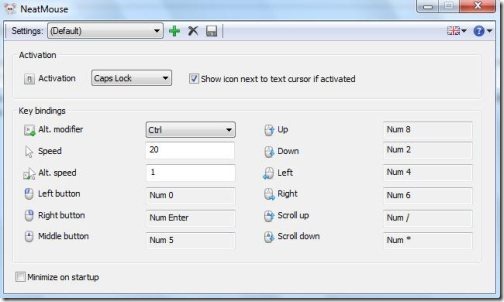 NeatMouse
Settings: (Default)
Activation
Activation Caps Lock Show icon next to text cursor if activated
Key bindings
Alt. modifier Ctrl
Speed 20
Alt. speed 1
Left button Num 0
Right button Num Enter
Middle button Num 5
Up Num 8
Down Num 2
Left Num 4
Right Num 6
Scroll up Num /
Scroll down Num *
Minimize on startup